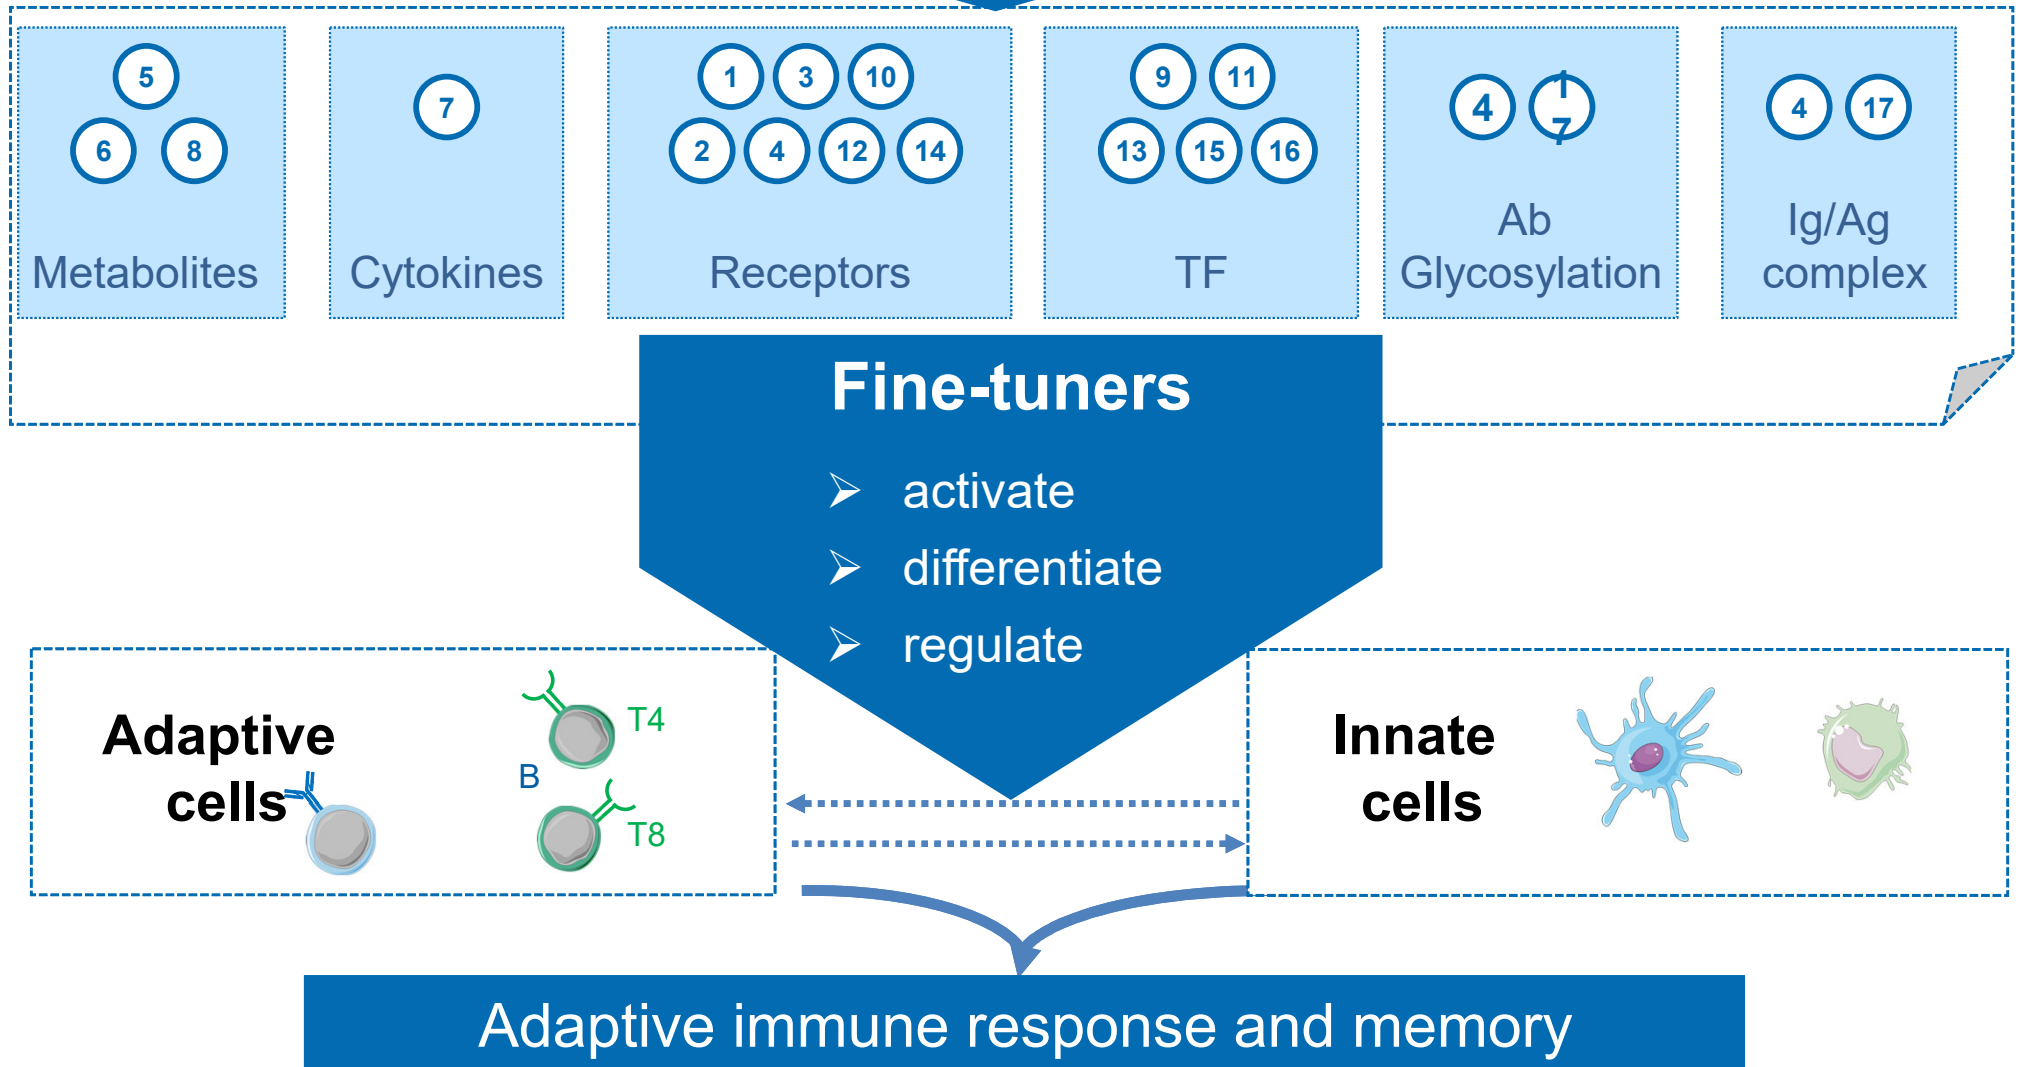 5
6 8
Metabolites
7
Cytokines
1 3 10
2 4 12 14
Receptors
9 11
13 15 16
TF
4 17
Ab
Glycosylation
4 17
Ig/Ag
complex
Fine-tuners
➢ activate
➢ differentiate
➢ regulate
Adaptive
cells
T4
B
T8
Innate
cells
Adaptive immune response and memory